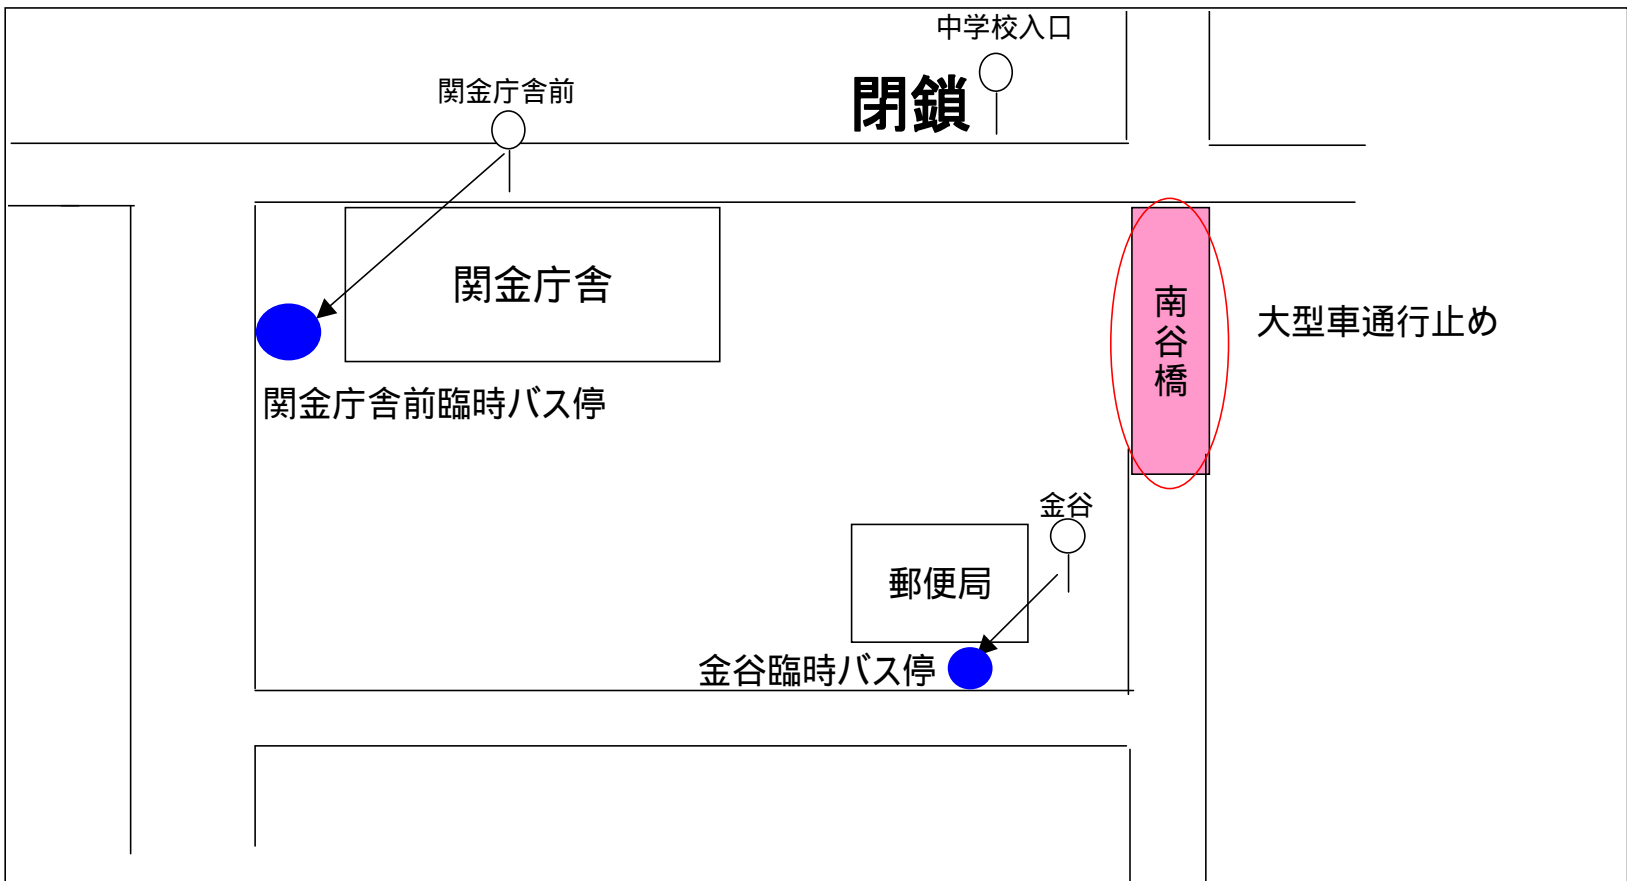 中学校入口
閉鎖
関金庁舎前
関金庁舎
南谷橋
大型車通行止め
関金庁舎前臨時バス停
金谷
郵便局
金谷臨時バス停